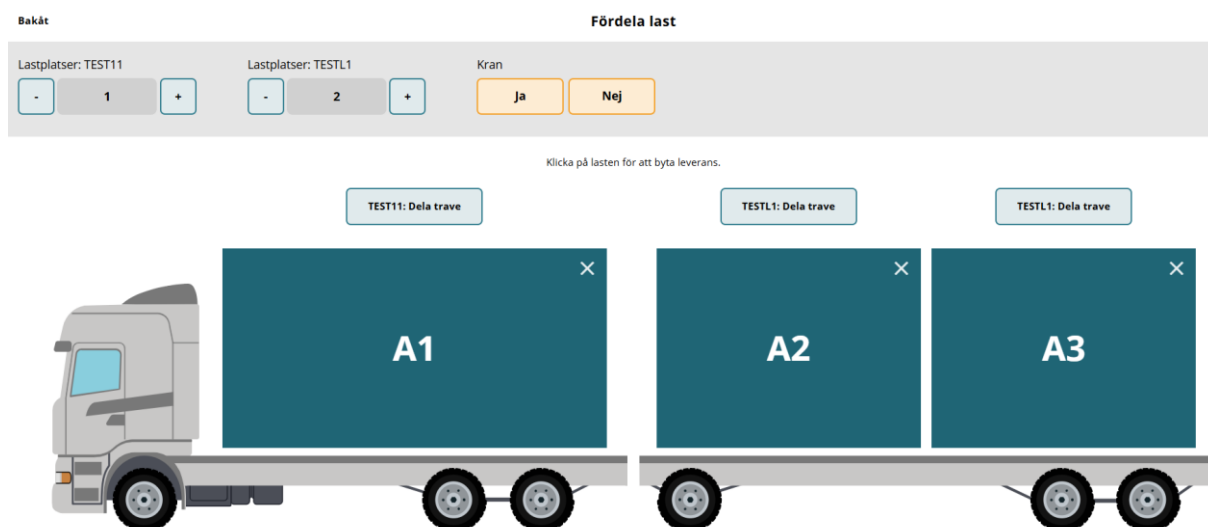 Bakåt
Fördela last
Lastplatser: TEST11
Lastplatser: TESTL1
Kran
- 1 +
- 2 +
Ja
Nej
Klicka på lasten för att byta leverans.
TEST11: Dela trave
TESTL1: Dela trave
TESTL1: Dela trave
A1
A2
A3